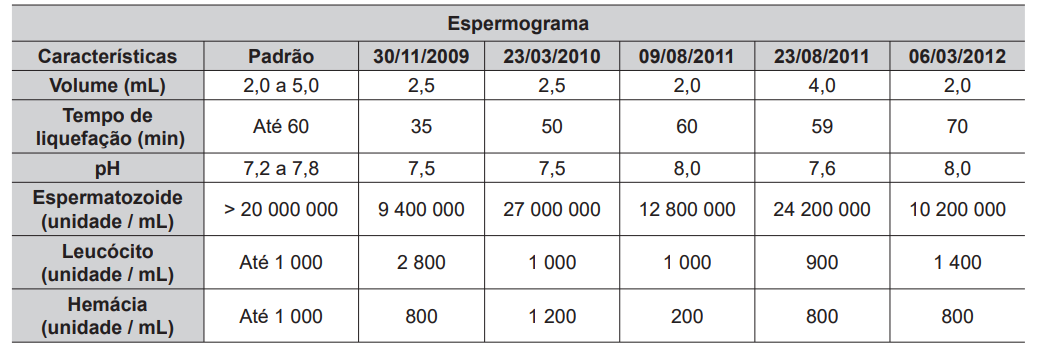 Espermograma
Características Padrão 30/11/2009 23/03/2010 09/08/2011 23/08/2011 06/03/2012
Volume (mL) 2,0 a 5,0 2,5 2,5 2,0 4,0 2,0
Tempo de
liquefação (min) Até 60 35 50 60 59 70
pH 7,2 a 7,8 7,5 7,5 8,0 7,6 8,0
Espermatozoide
(unidade / mL) > 20 000 000 9 400 000 27 000 000 12 800 000 24 200 000 10 200 000
Leucócito
(unidade / mL) Até 1 000 2 800 1 000 1 000 900 1 400
Hemácia
(unidade / mL) Até 1 000 800 1 200 200 800 800